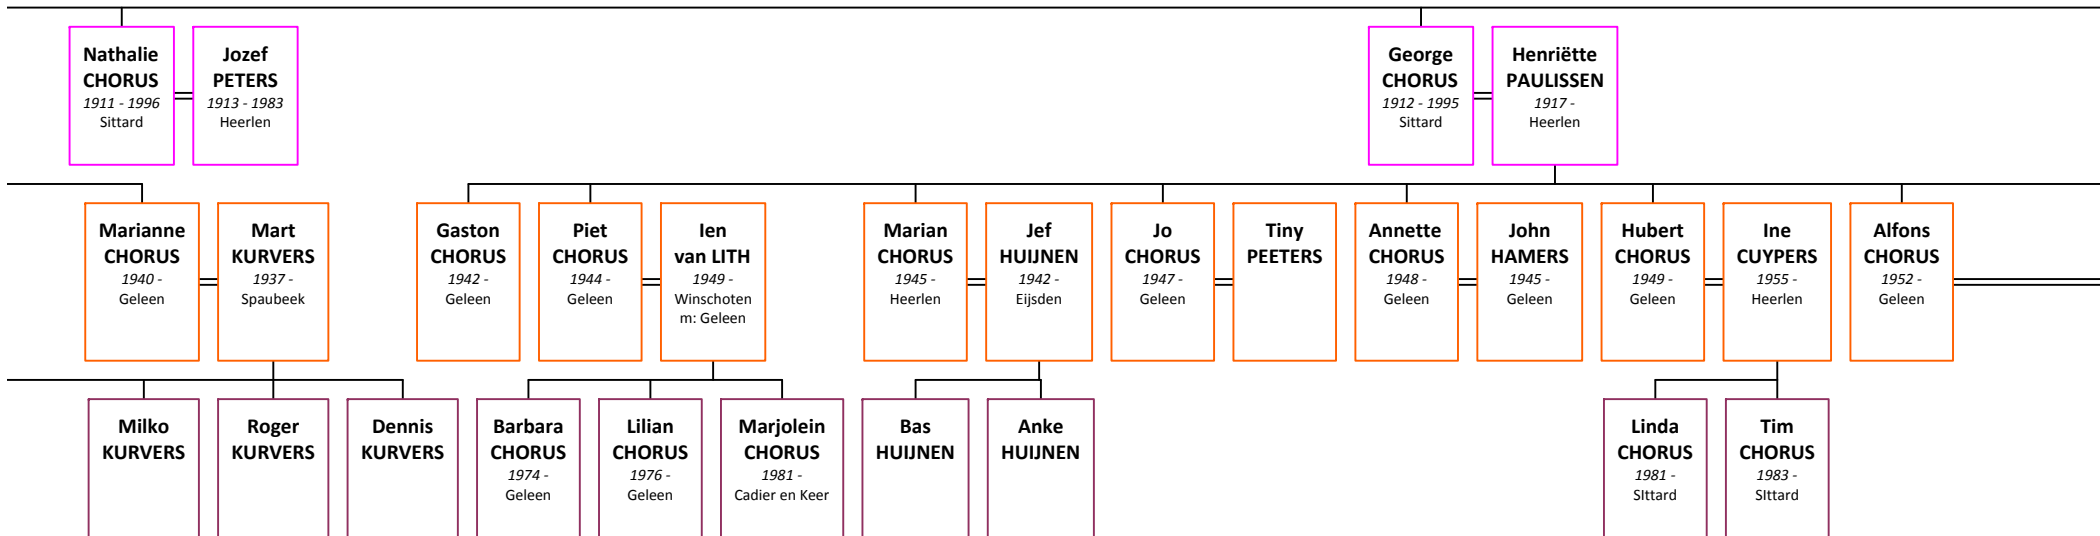 Nathalie
CHORUS
1911 - 1996
Sittard
Jozef
PETERS
1913 - 1983
Heerlen
George
CHORUS
1912 - 1995
Sittard
Henriëtte
PAULISSEN
1917 -
Heerlen
Marianne
CHORUS
1940 -
Geleen
Mart
KURVERS
1937 -
Spaubeek
Gaston
CHORUS
1942 -
Geleen
Piet
CHORUS
1944 -
Geleen
Ien
van LITH
1949 -
Winschoten
m: Geleen
Marian
CHORUS
1945 -
Heerlen
Jef
HUIJNEN
1942 -
Eijsden
Jo
CHORUS
1947 -
Geleen
Tiny
PEETERS
Annette
CHORUS
1948 -
Geleen
John
HAMERS
1945 -
Geleen
Hubert
CHORUS
1949 -
Geleen
Ine
CUYPERS
1955 -
Heerlen
Alfons
CHORUS
1952 -
Geleen
Milko
KURVERS
Roger
KURVERS
Dennis
KURVERS
Barbara
CHORUS
1974 -
Geleen
Lilian
CHORUS
1976 -
Geleen
Marjolein
CHORUS
1981 -
Cadier en Keer
Bas
HUIJNEN
Anke
HUIJNEN
Linda
CHORUS
1981 -
SIttard
Tim
CHORUS
1983 -
SIttard